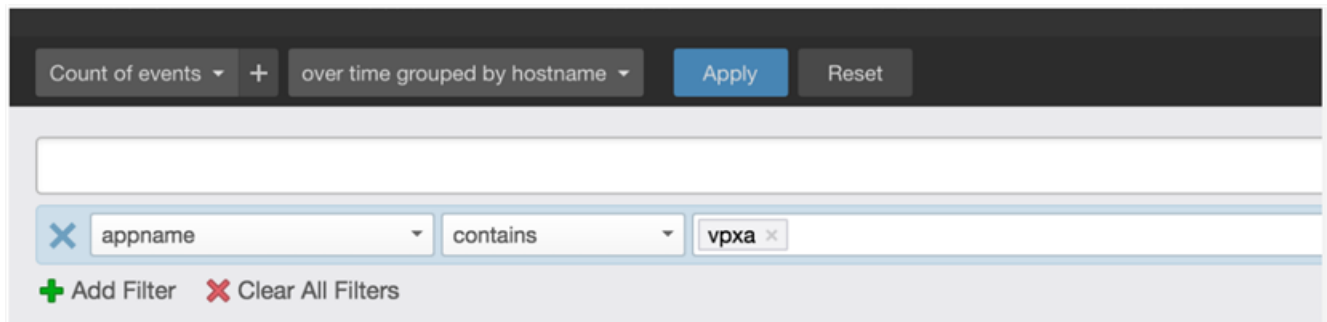 Count of events + over time grouped by hostname Apply Reset
appname contains vpxa ×
Add Filter Clear All Filters